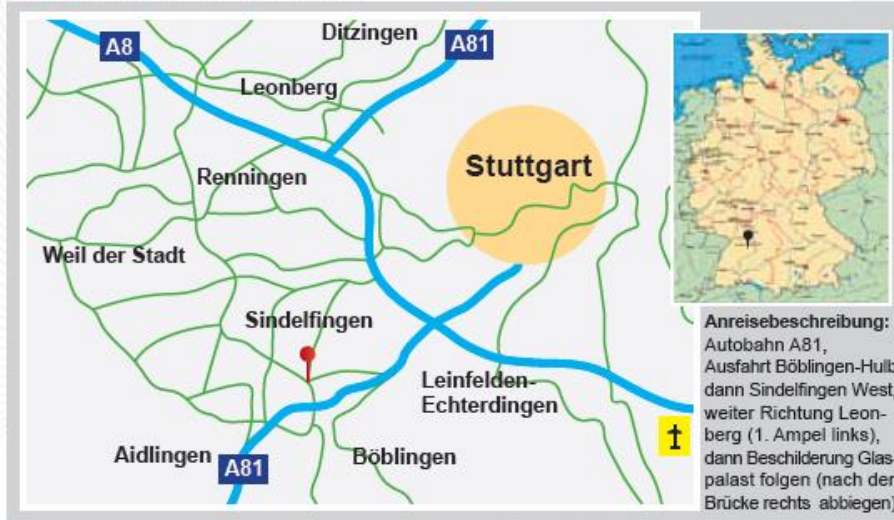 Ditzingen
A8
A81
Leonberg
Stuttgart
Renningen
Weil der Stadt
Sindelfingen
Leinfelden-
Echterdingen
Aidlingen
A81
Böblingen
Anreisebeschreibung:
Autobahn A81,
Ausfahrt Böblingen-Hulb
dann Sindelfingen West,
weiter Richtung Leon-
berg (1. Ampel links),
dann Beschilderung Glas-
palast folgen (nach der
Brücke rechts abbiegen)